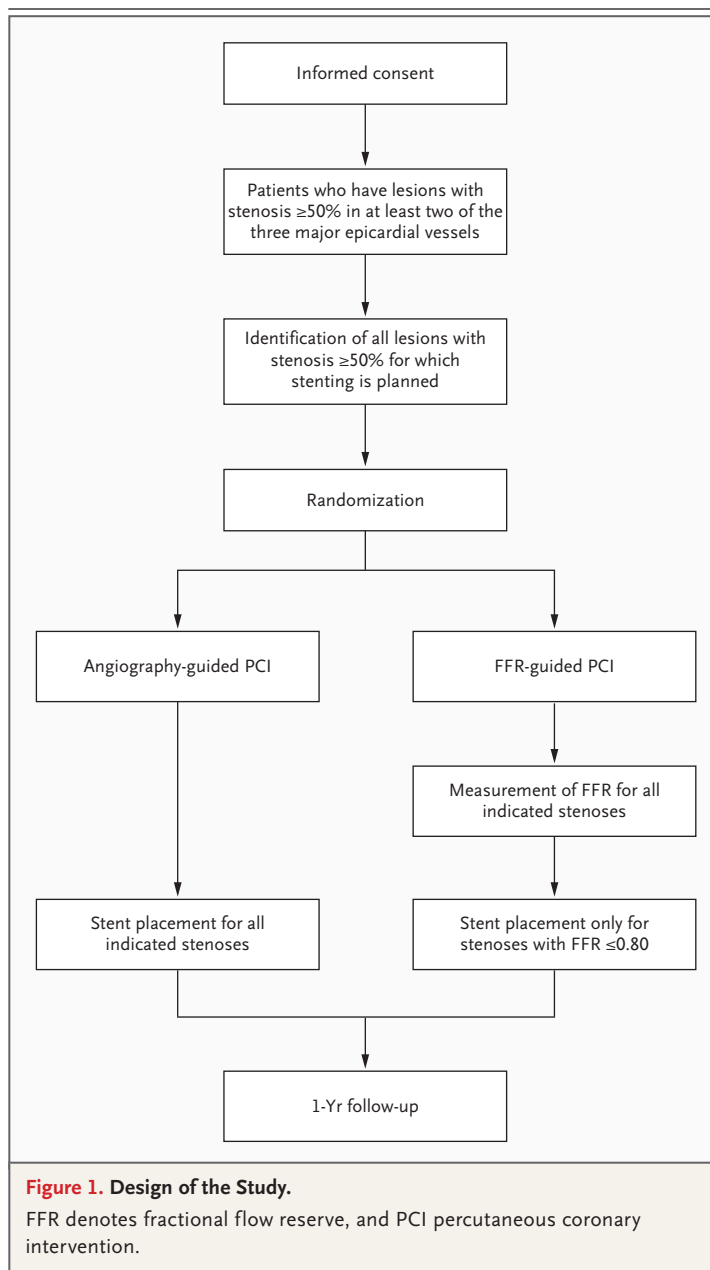 Informed consent
Patients who have lesions with
stenosis ≥50% in at least two of the
three major epicardial vessels
Identification of all lesions with
stenosis ≥50% for which
stenting is planned
Randomization
Angiography-guided PCI
FFR-guided PCI
Measurement of FFR for all
indicated stenoses
Stent placement for all
indicated stenoses
Stent placement only for
stenoses with FFR ≤0.80
1-Yr follow-up
Figure 1. Design of the Study.
FFR denotes fractional flow reserve, and PCI percutaneous coronary
intervention.